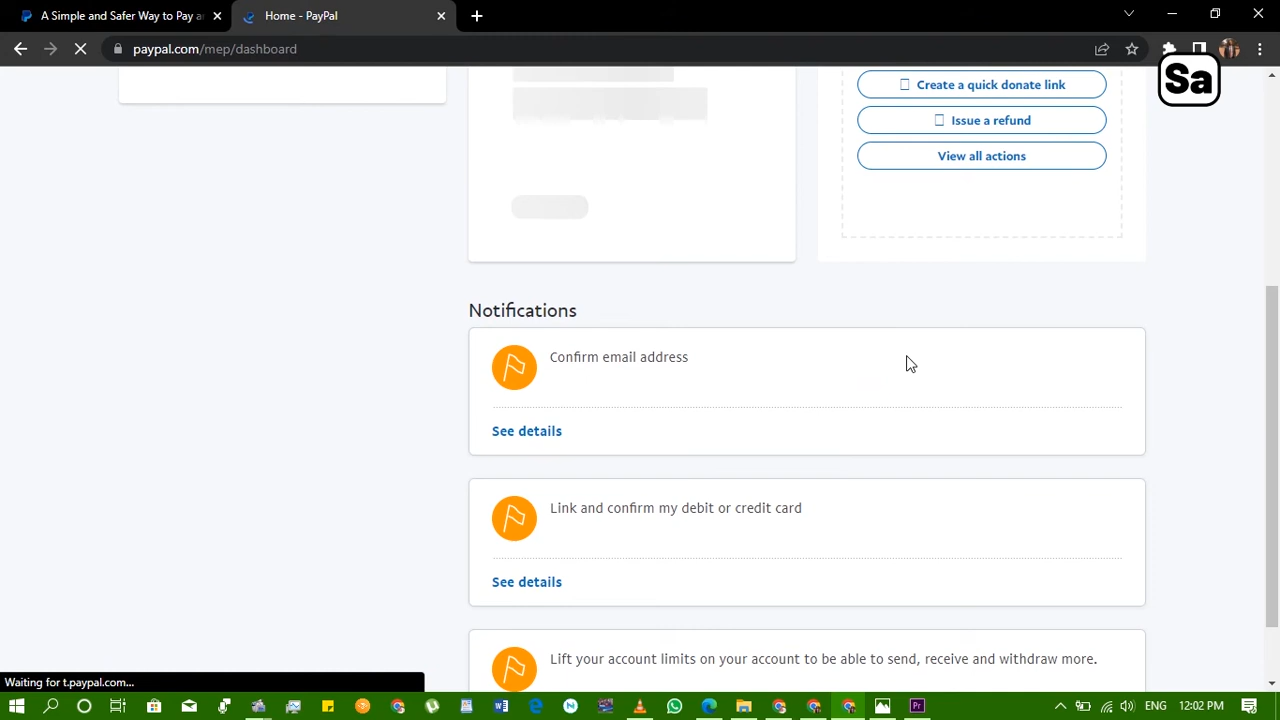 A Simple and Safer Way to Pay a
Home - PayPal
paypal.com/mep/dashboard
Sa
Create a quick donate link
Issue a refund
View all actions
Notifications
Confirm email address
See details
Link and confirm my debit or credit card
See details
Lift your account limits on your account to be able to send, receive and withdraw more.
Waiting for t.paypal.com...
ENG
12:02 PM